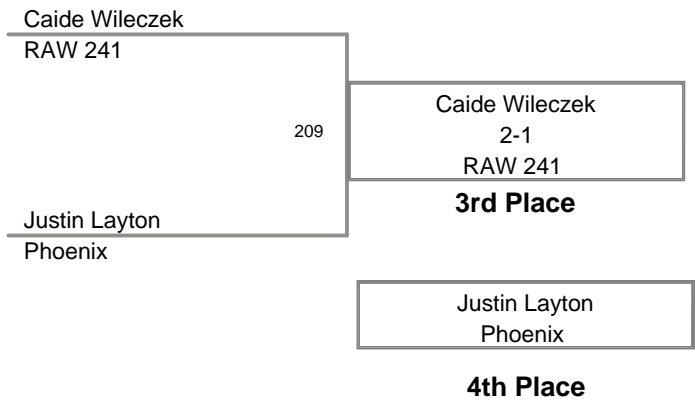 Caide Wileczek
RAW 241
209
Caide Wileczek
2-1
RAW 241
3rd Place
Justin Layton
Phoenix
Justin Layton
Phoenix
4th Place